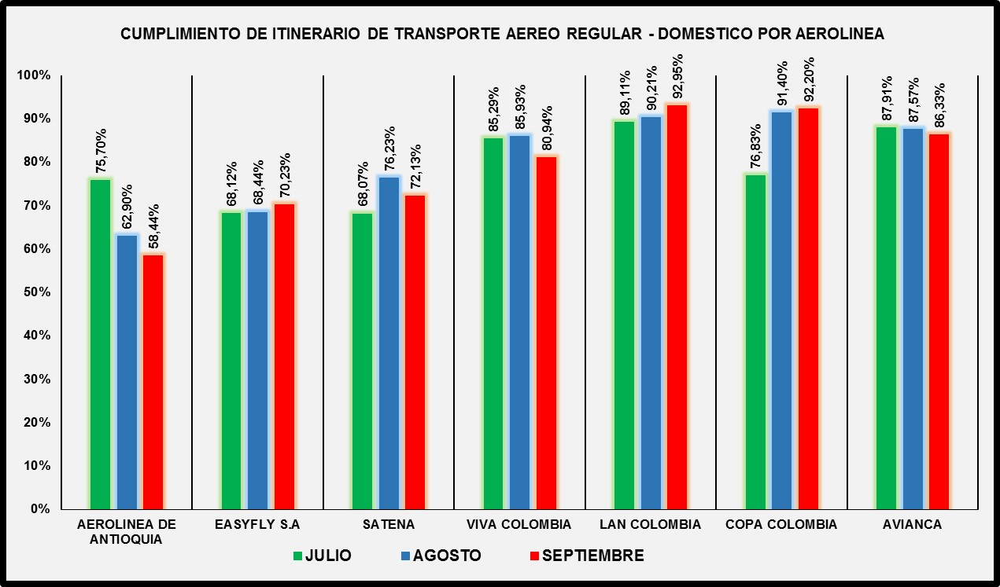 CUMPLIMIENTO DE ITINERARIO DE TRANSPORTE AEREO REGULAR - DOMESTICO POR AEROLINEA
100%
90%
80%
70%
60%
50%
40%
30%
20%
10%
0%
75,70%
62,90%
58,44%
68,12%
68,44%
70,23%
68,07%
76,23%
72,13%
85,29%
85,93%
80,94%
89,11%
90,21%
92,95%
76,83%
91,40%
92,20%
87,91%
87,57%
86,33%
AEROLINEA DE
ANTIOQUIA
EASYFLY S.A
SATENA
VIVA COLOMBIA
LAN COLOMBIA
COPA COLOMBIA
AVIANCA
JULIO
AGOSTO
SEPTIEMBRE